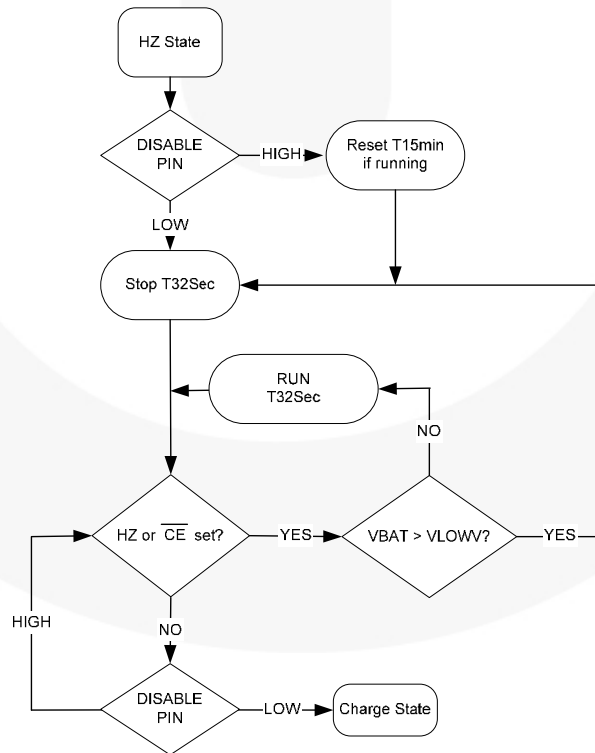 HZ State
DISABLE
PIN
HIGH
Reset T15min
if running
LOW
Stop T32Sec
RUN
T32Sec
NO
HZ or C̅E̅ set?
YES
VBAT > VLOWV?
YES
HIGH
NO
DISABLE
PIN
LOW
Charge State